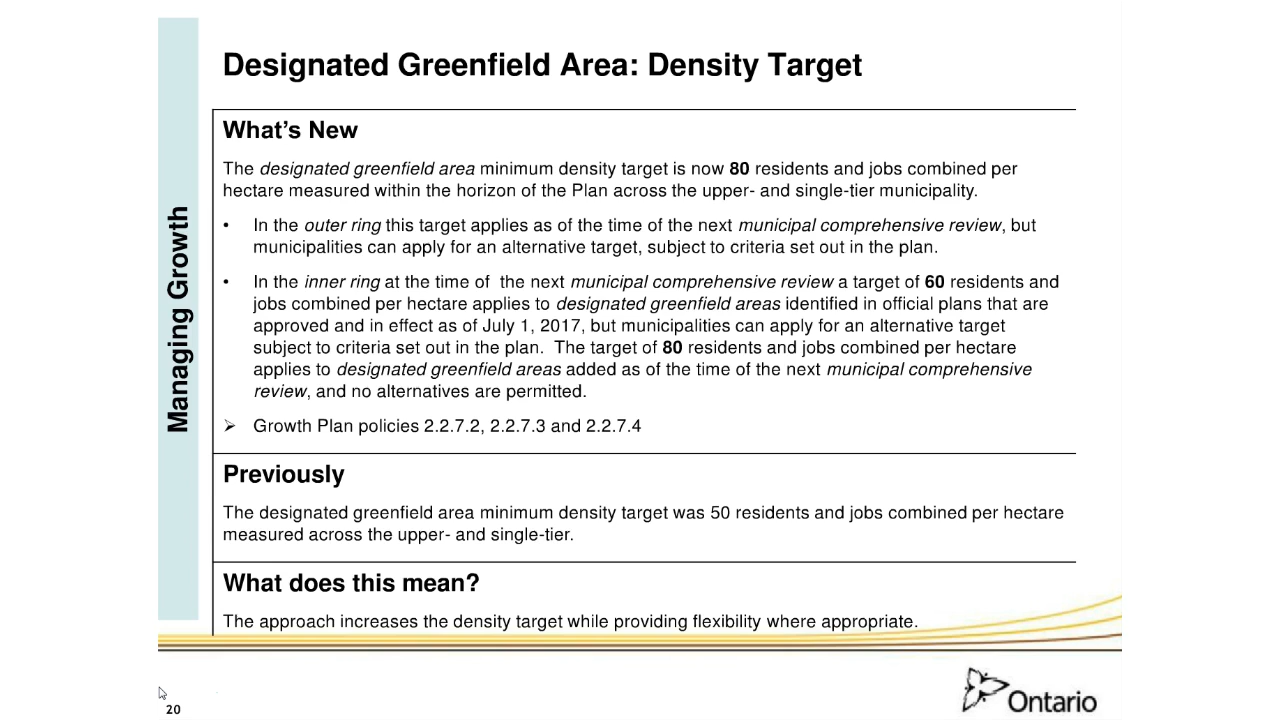 Designated Greenfield Area: Density Target
Managing Growth
What's New
The designated greenfield area minimum density target is now 80 residents and jobs combined per
hectare measured within the horizon of the Plan across the upper- and single-tier municipality.
• In the outer ring this target applies as of the time of the next municipal comprehensive review, but
municipalities can apply for an alternative target, subject to criteria set out in the plan.
• In the inner ring at the time of the next municipal comprehensive review a target of 60 residents and
jobs combined per hectare applies to designated greenfield areas identified in official plans that are
approved and in effect as of July 1, 2017, but municipalities can apply for an alternative target
subject to criteria set out in the plan. The target of 80 residents and jobs combined per hectare
applies to designated greenfield areas added as of the time of the next municipal comprehensive
review, and no alternatives are permitted.
➢ Growth Plan policies 2.2.7.2, 2.2.7.3 and 2.2.7.4
Previously
The designated greenfield area minimum density target was 50 residents and jobs combined per hectare
measured across the upper- and single-tier.
What does this mean?
The approach increases the density target while providing flexibility where appropriate.
20
Ontario